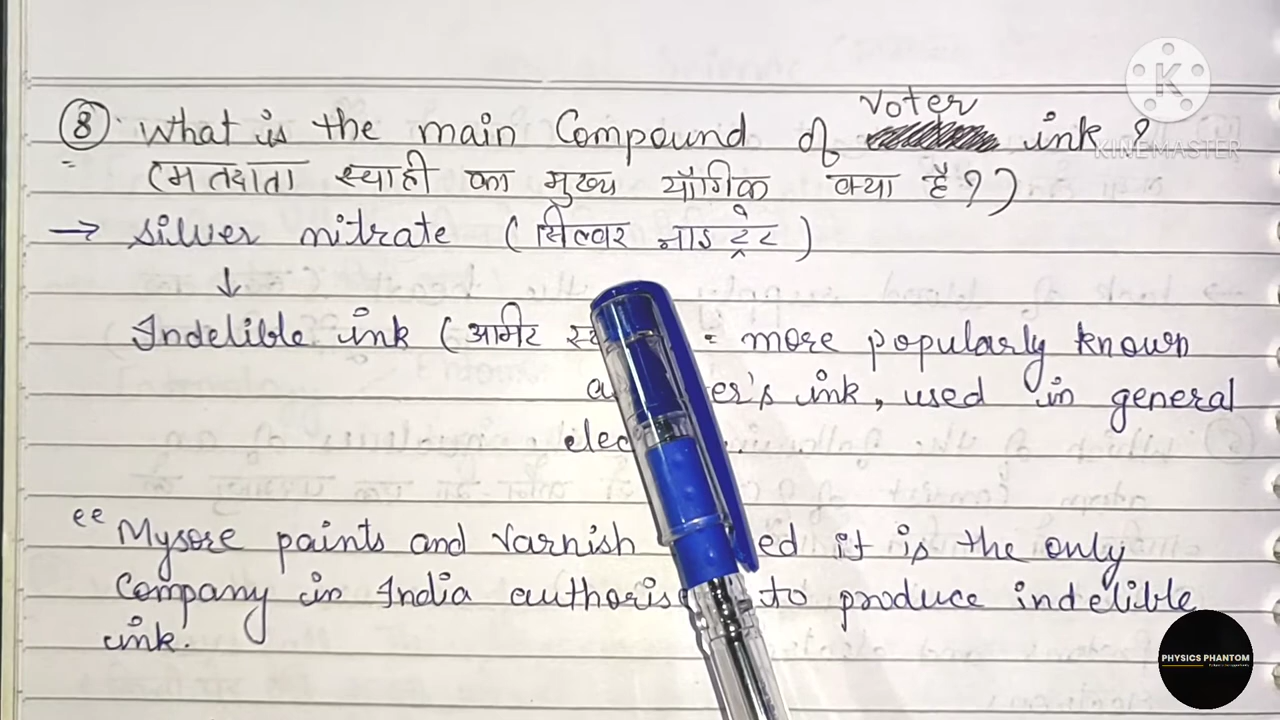 ⑧ What is the main Compound of Voter ink ?
(मतदाता स्याही का मुख्य यौगिक क्या है?)
→ Silver nitrate (सिल्वर नाइट्रेट)
↓
Indelible ink (अमिट = more popularly known
ink, used in general
"Mysore paints and Varnish it is the only
Company in India to produce indelible
ink.
K
KINEMASTER
PHYSICS PHANTOM